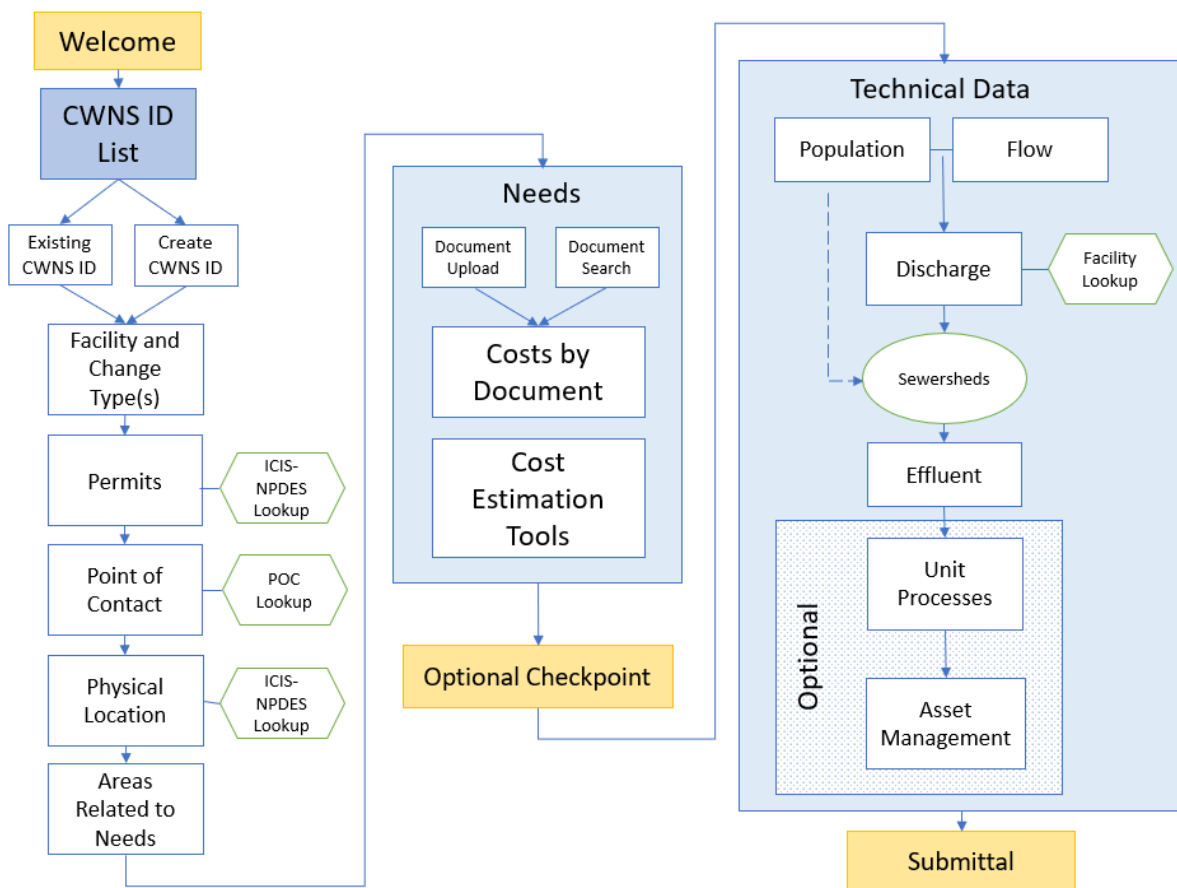 Welcome
CWNS ID
List
Existing
CWNS ID
Create
CWNS ID
Facility and
Change
Type(s)
Permits
ICIS-
NPDES
Lookup
Point of
Contact
POC
Lookup
Physical
Location
ICIS-
NPDES
Lookup
Areas
Related to
Needs
Needs
Document
Upload
Document
Search
Costs by
Document
Cost
Estimation
Tools
Optional Checkpoint
Technical Data
Population
Flow
Discharge
Facility
Lookup
Sewersheds
Effluent
Optional
Unit
Processes
Asset
Management
Submittal